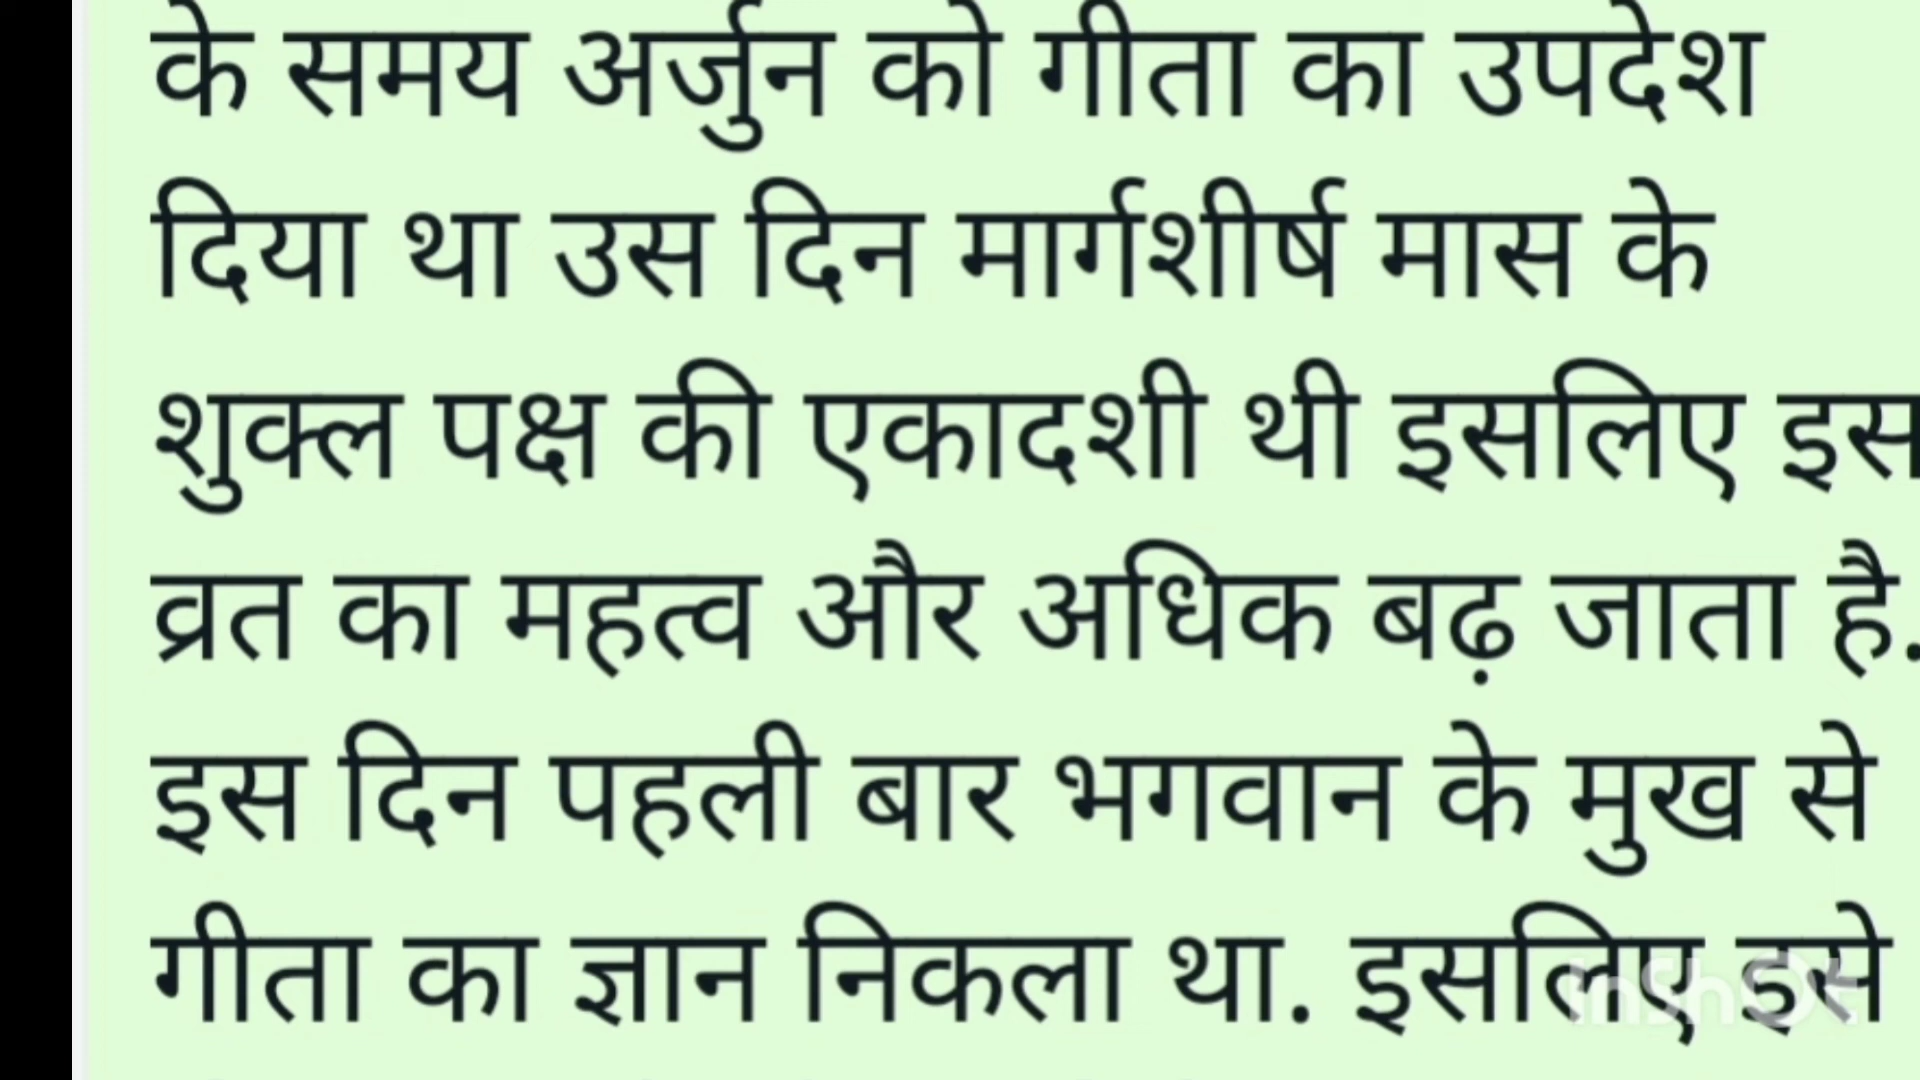 के समय अर्जुन को गीता का उपदेश
दिया था उस दिन मार्गशीर्ष मास के
शुक्ल पक्ष की एकादशी थी इसलिए इस
व्रत का महत्व और अधिक बढ़ जाता है.
इस दिन पहली बार भगवान के मुख से
गीता का ज्ञान निकला था. इसलिए इसे
InShOt